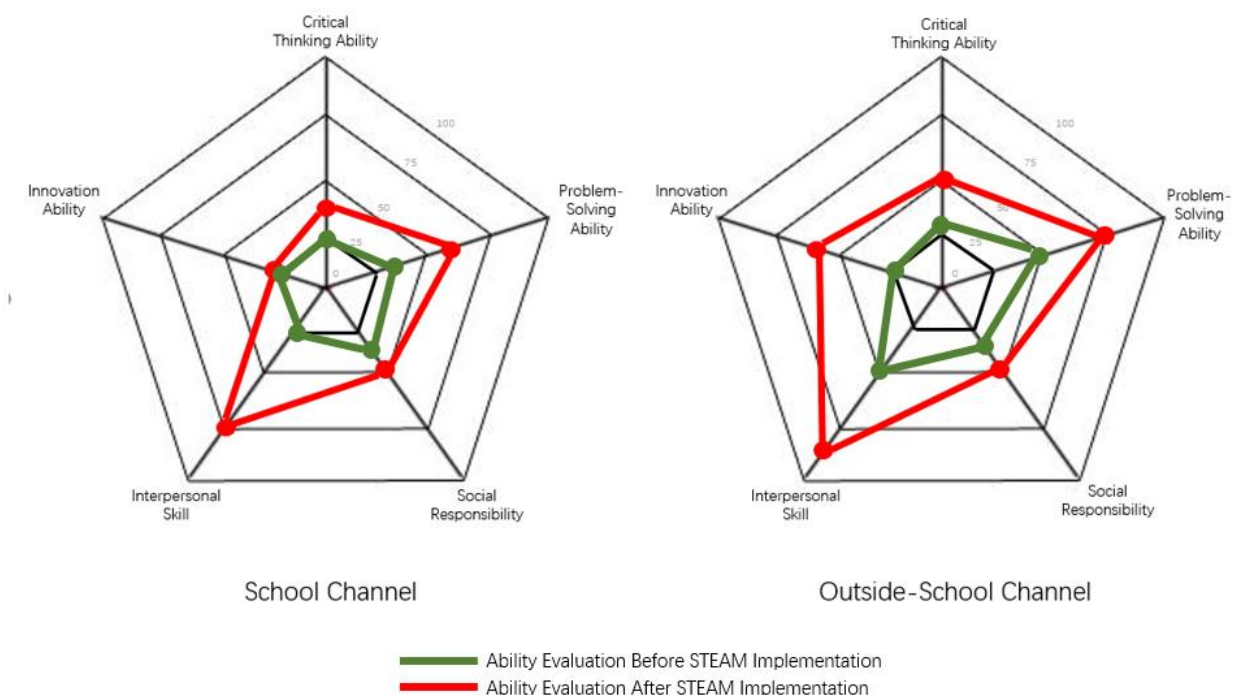 Critical
Thinking Ability
100
75
50
25
0
Innovation
Ability
Problem-
Solving
Ability
Interpersonal
Skill
Social
Responsibility
School Channel
Critical
Thinking Ability
100
75
50
25
0
Innovation
Ability
Problem-
Solving
Ability
Interpersonal
Skill
Social
Responsibility
Outside-School Channel
Ability Evaluation Before STEAM Implementation
Ability Evaluation After STEAM Implementation